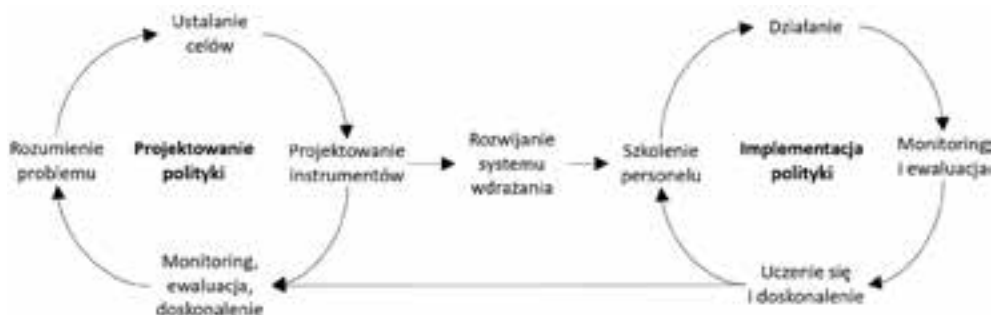 Ustalanie
celów
Rozumienie
problemu
Projektowanie
polityki
Projektowanie
instrumentów
Monitoring,
ewaluacja,
doskonalenie
Rozwijanie
systemu
wdrażania
Działanie
Szkolenie
personelu
Implementacja
polityki
Monitoring
i ewaluacja
Uczenie się
i doskonalenie